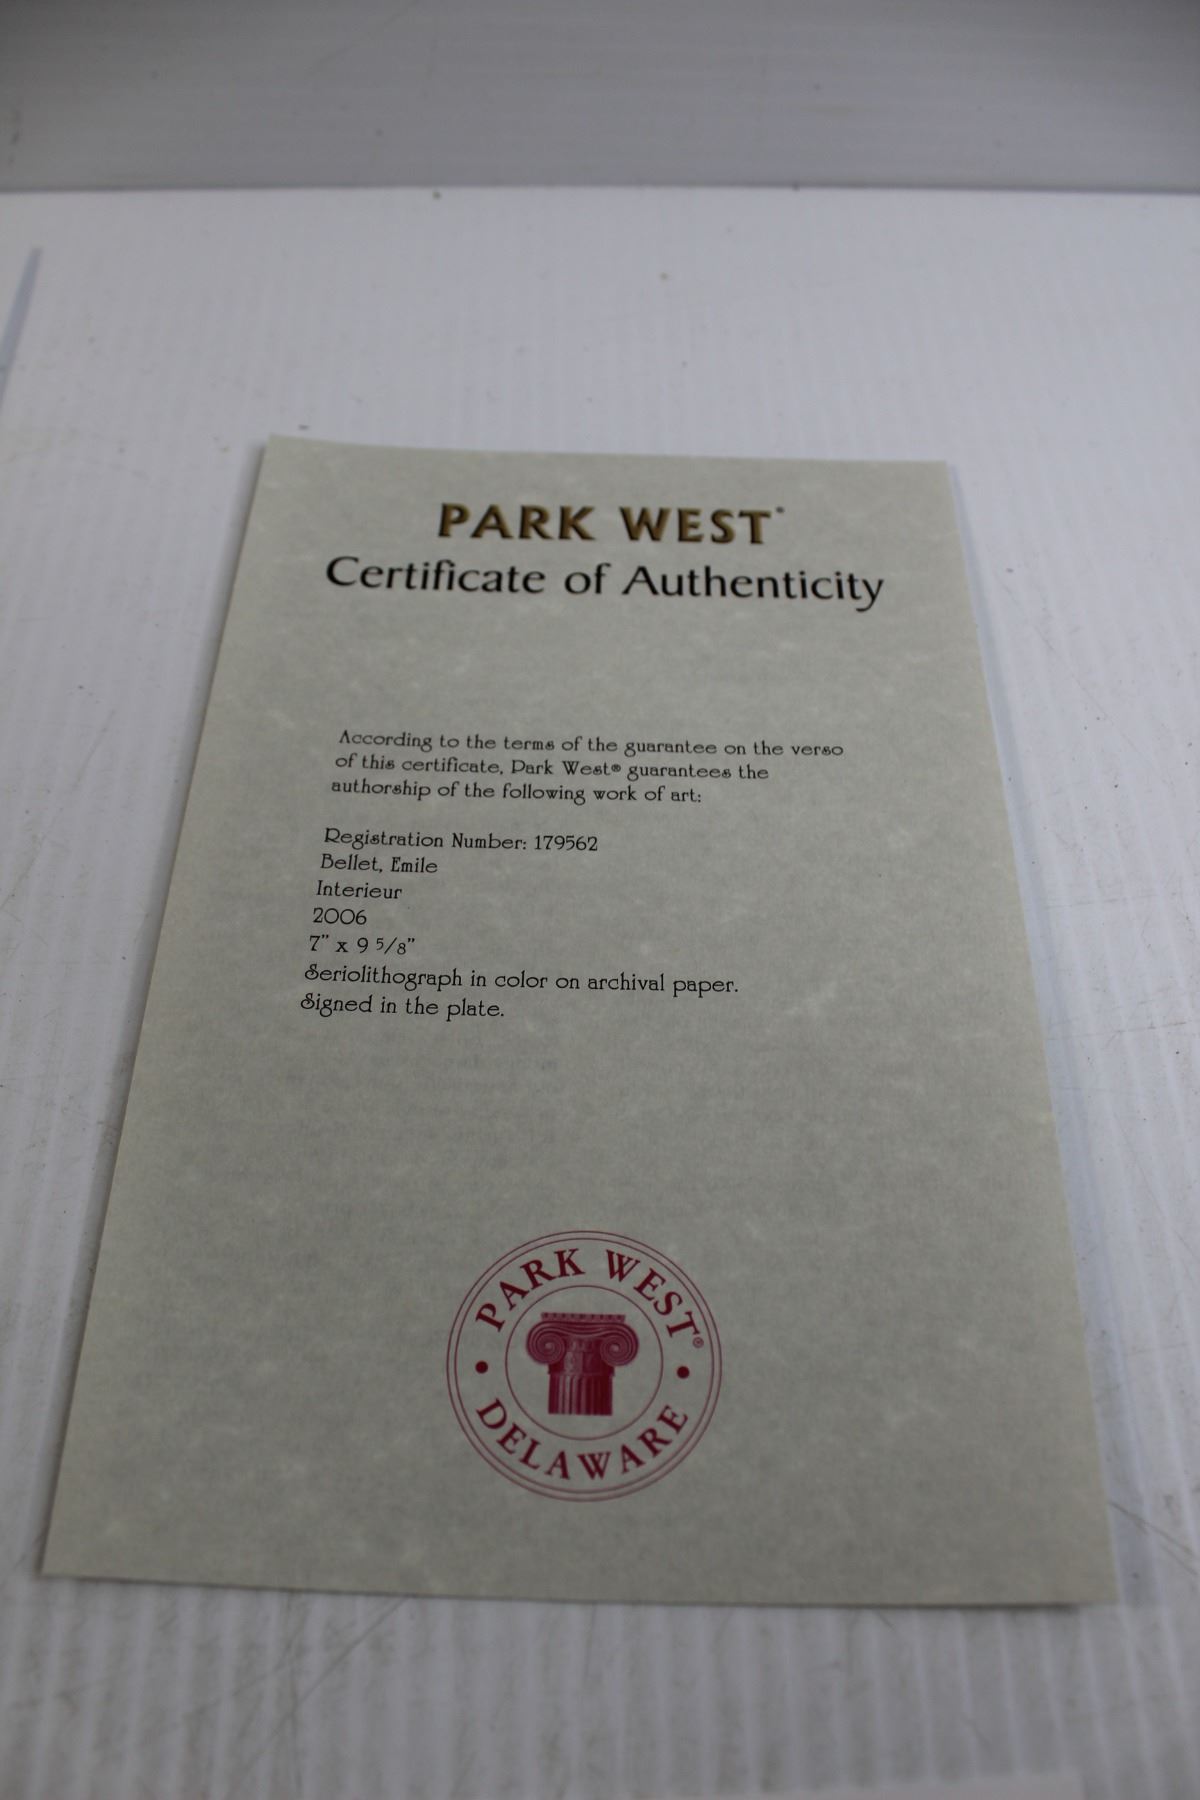 PARK WEST®
Certificate of Authenticity
According to the terms of the guarantee on the verso
of this certificate, Park West® guarantees the
authorship of the following work of art:
Registration Number: 179562
Bellet, Emile
Interieur
2006
7" x 9 5/8"
Seriolithograph in color on archival paper.
Signed in the plate.
PARK WEST®
• DELAWARE •